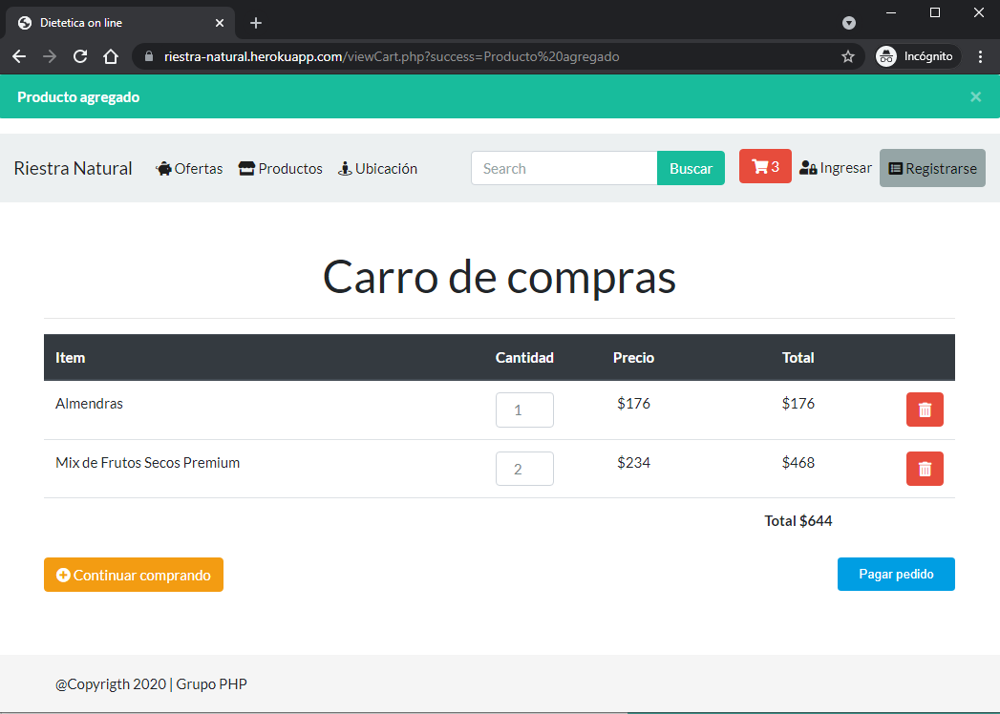 Dietetica on line
riestra-natural.herokuapp.com/viewCart.php?success=Producto%20agregado
Incógnito
Producto agregado
Riestra Natural Ofertas Productos Ubicación Search Buscar 3 Ingresar Registrarse
Carro de compras
Item Cantidad Precio Total
Almendras 1 $176 $176
Mix de Frutos Secos Premium 2 $234 $468
Total $644
Continuar comprando Pagar pedido
@Copyrigth 2020 | Grupo PHP